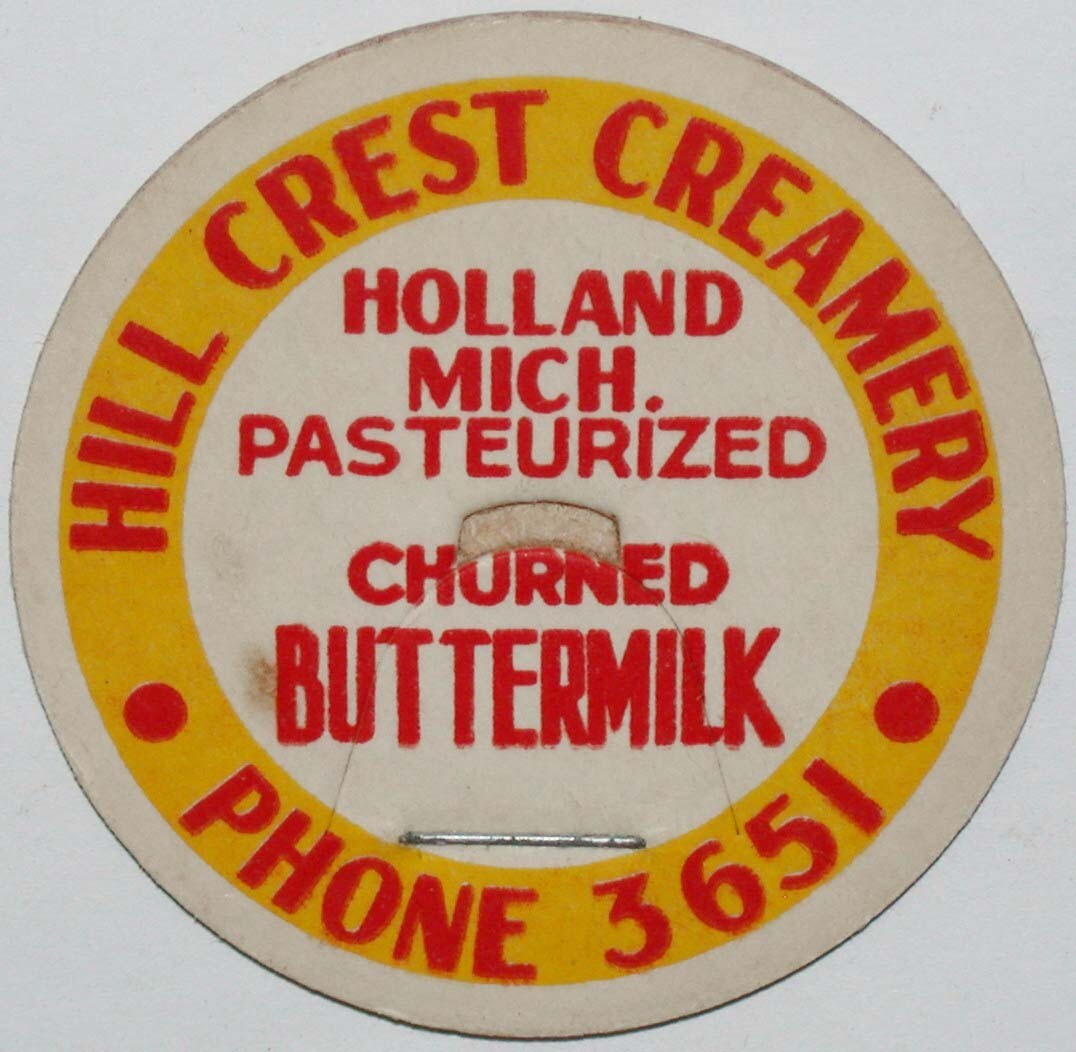 HILL CREST CREAMERY
HOLLAND
MICH.
PASTEURIZED
CHURNED
BUTTERMILK
PHONE 3651